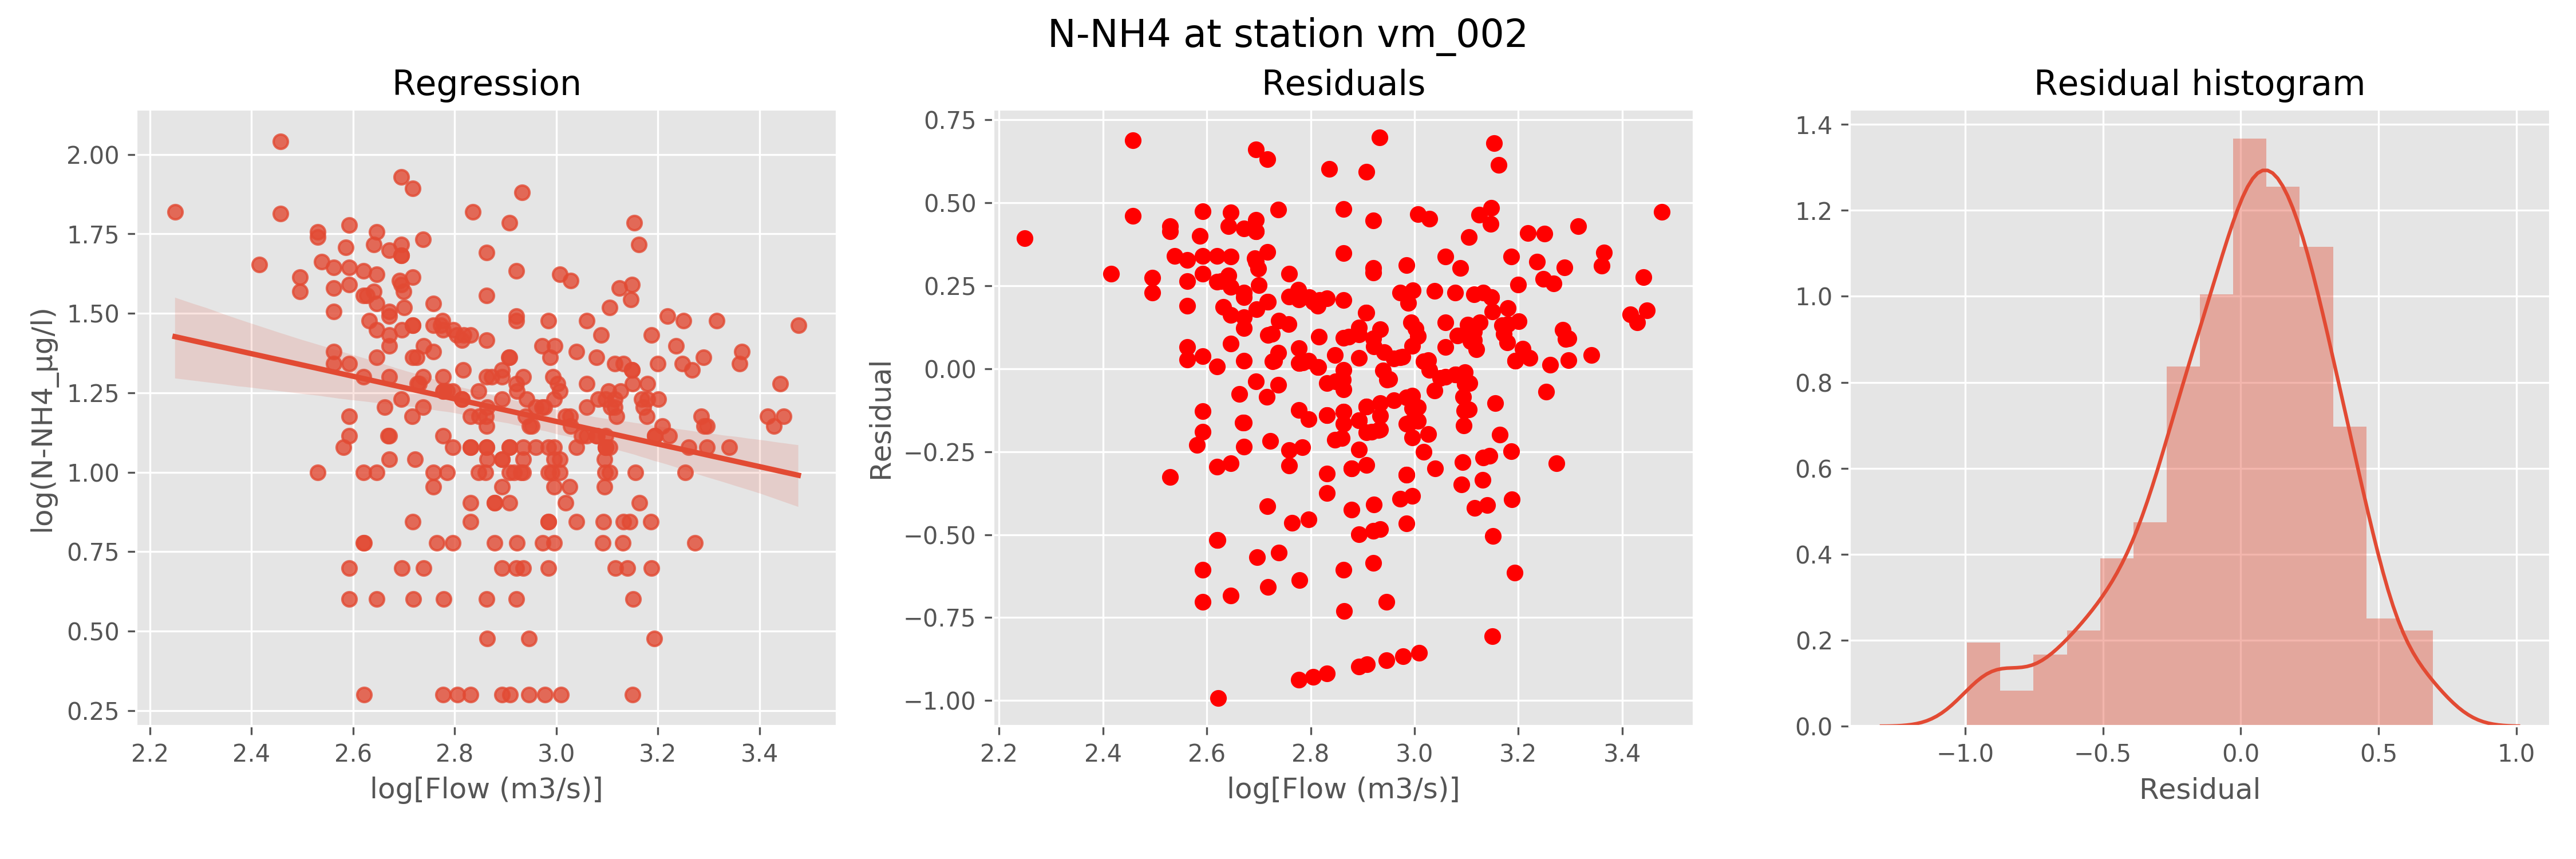 N-NH4 at station vm_002
Regression
2.00
1.75
1.50
1.25
1.00
0.75
0.50
0.25
log(N-NH4_µg/l)
2.2 2.4 2.6 2.8 3.0 3.2 3.4
log[Flow (m3/s)]
Residuals
0.75
0.50
0.25
0.00
−0.25
−0.50
−0.75
−1.00
Residual
2.2 2.4 2.6 2.8 3.0 3.2 3.4
log[Flow (m3/s)]
Residual histogram
1.4
1.2
1.0
0.8
0.6
0.4
0.2
0.0
−1.0 −0.5 0.0 0.5 1.0
Residual